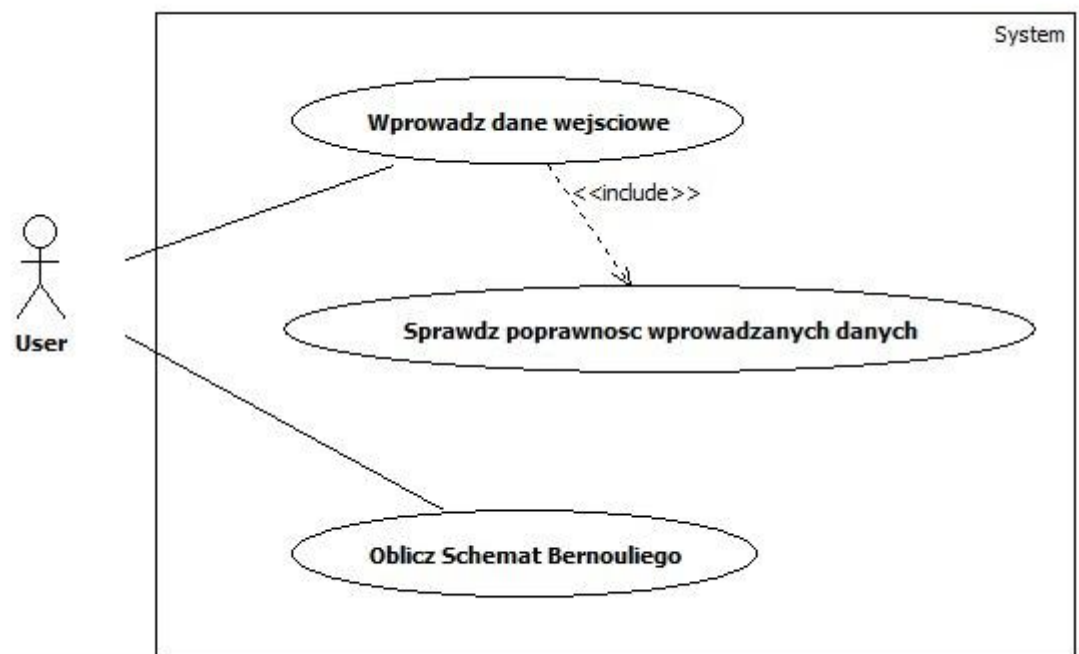 System
Wprowadz dane wejsciowe
<<include>>
Sprawdz poprawnosc wprowadzanych danych
User
Oblicz Schemat Bernouliego